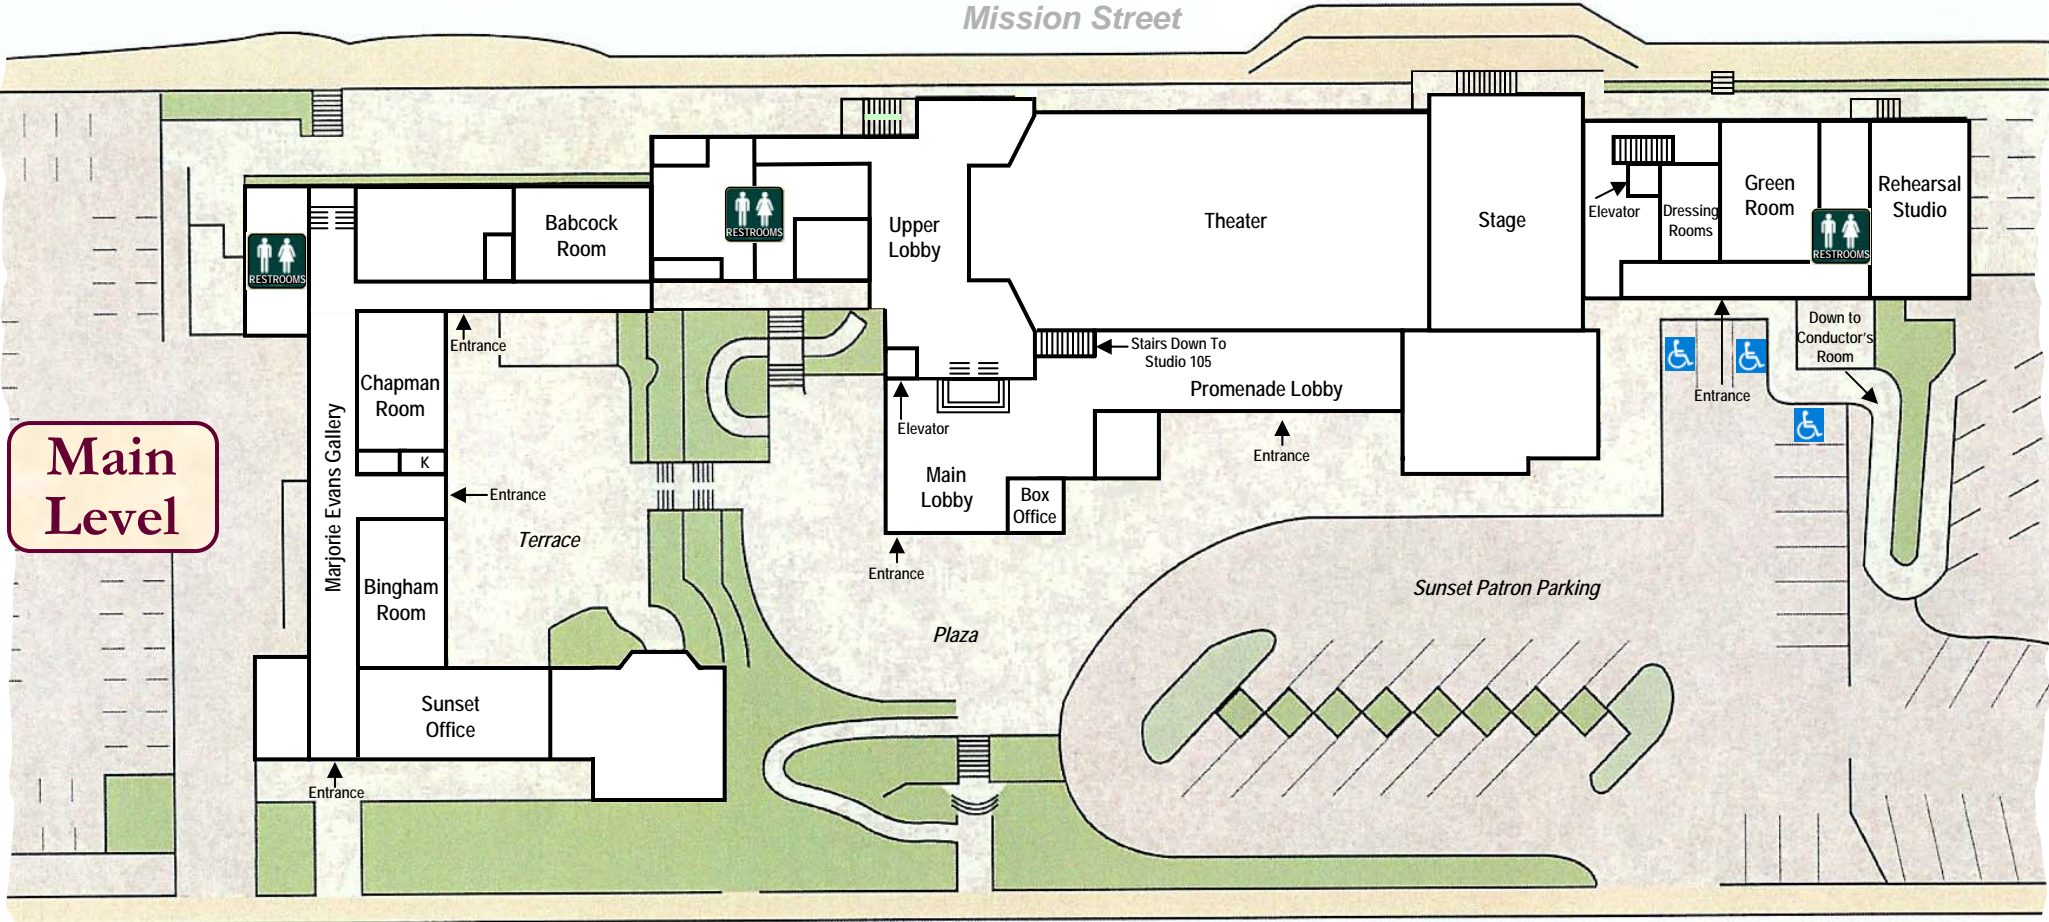 Mission Street
Babcock
Room
RESTROOMS
RESTROOMS
Upper
Lobby
Theater
Stage
Elevator
Dressing
Rooms
Green
Room
RESTROOMS
Rehearsal
Studio
Entrance
Stairs Down To
Studio 105
Promenade Lobby
Down to
Conductor's
Room
Entrance
Chapman
Room
K
Marjorie Evans Gallery
Elevator
Entrance
Main
Level
Entrance
Main
Lobby
Box
Office
Terrace
Entrance
Bingham
Room
Sunset Patron Parking
Plaza
Sunset
Office
Entrance